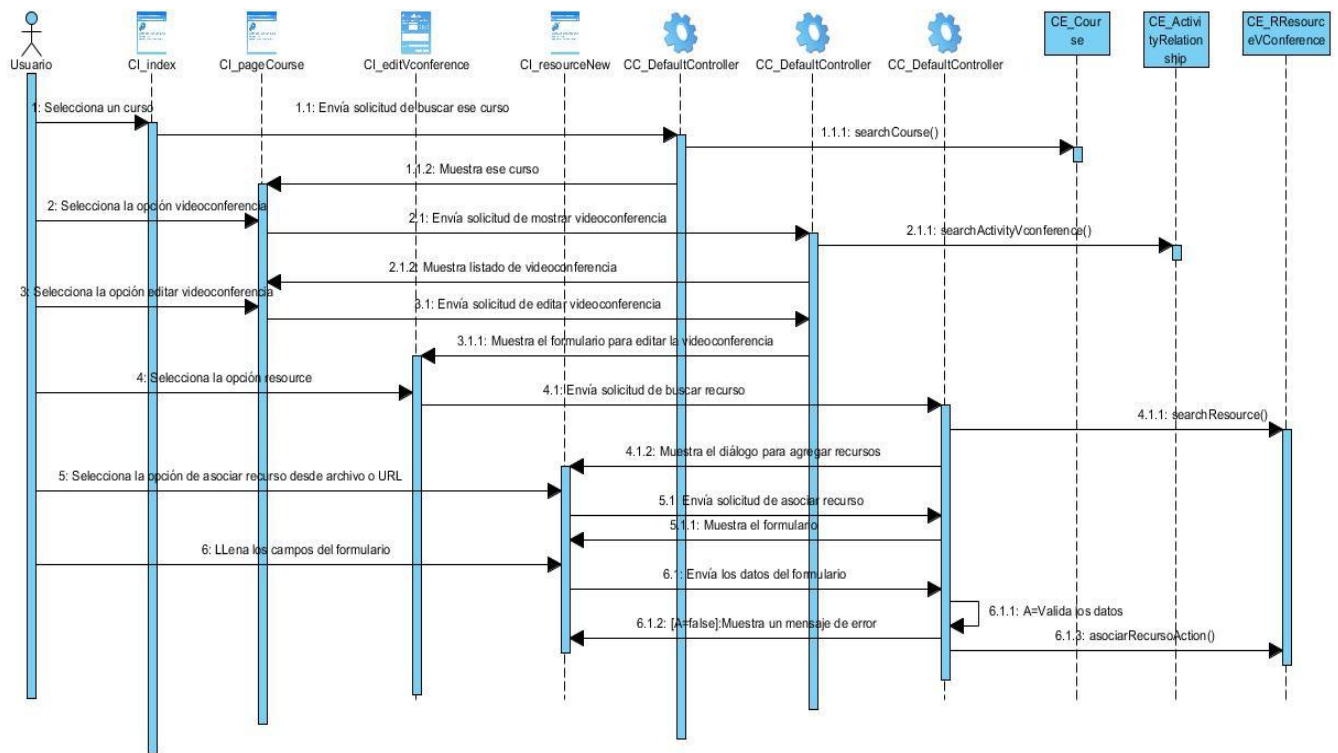 Usuario
CI_index
CI_pageCourse
CI_editVconference
CI_resourceNew
CC_DefaultController
CC_DefaultController
CC_DefaultController
CE_Cour
se
CE_Activi
tyRelation
ship
CE_RResourc
eVConference
1: Selecciona un curso
1.1: Envía solicitud de buscar ese curso
1.1.1: searchCourse()
1.1.2: Muestra ese curso
2: Selecciona la opción videoconferencia
2.1: Envía solicitud de mostrar videoconferencia
2.1.1: searchActivityVconference()
2.1.2: Muestra listado de videoconferencia
3: Selecciona la opción editar videoconferencia
3.1: Envía solicitud de editar videoconferencia
3.1.1: Muestra el formulario para editar la videoconferencia
4: Selecciona la opción resource
4.1: Envía solicitud de buscar recurso
4.1.1: searchResource()
4.1.2: Muestra el diálogo para agregar recursos
5: Selecciona la opción de asociar recurso desde archivo o URL
5.1: Envía solicitud de asociar recurso
5.1.1: Muestra el formulario
6: LLena los campos del formulario
6.1: Envía los datos del formulario
6.1.1: A=Valida los datos
6.1.2: [A=false]:Muestra un mensaje de error
6.1.3: asociarRecursoAction()